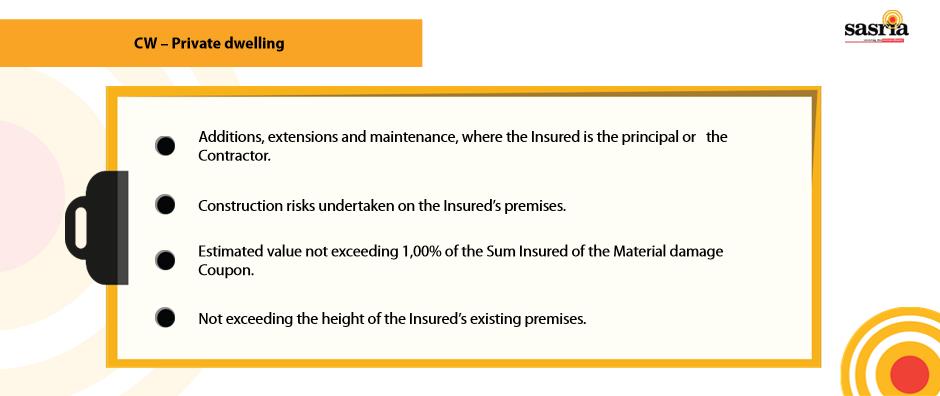 CW – Private dwelling
sasria
Additions, extensions and maintenance, where the Insured is the principal or the
Contractor.
Construction risks undertaken on the Insured's premises.
Estimated value not exceeding 1,00% of the Sum Insured of the Material damage
Coupon.
Not exceeding the height of the Insured's existing premises.